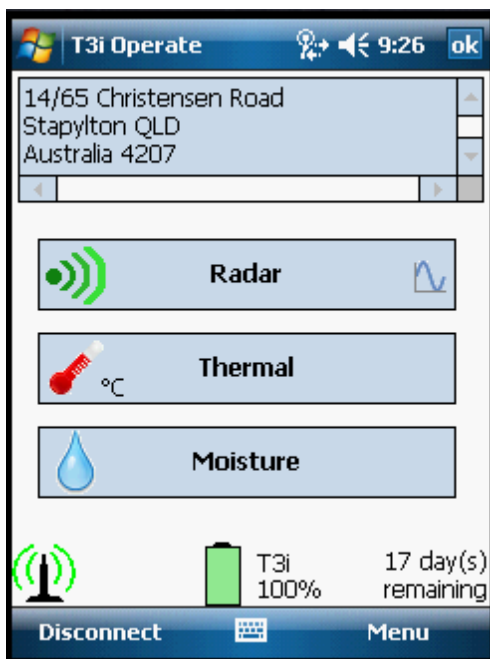 T3i Operate 9:26 ok
14/65 Christensen Road
Stapylton QLD
Australia 4207
Radar
°C Thermal
Moisture
T3i 17 day(s)
100% remaining
Disconnect Menu